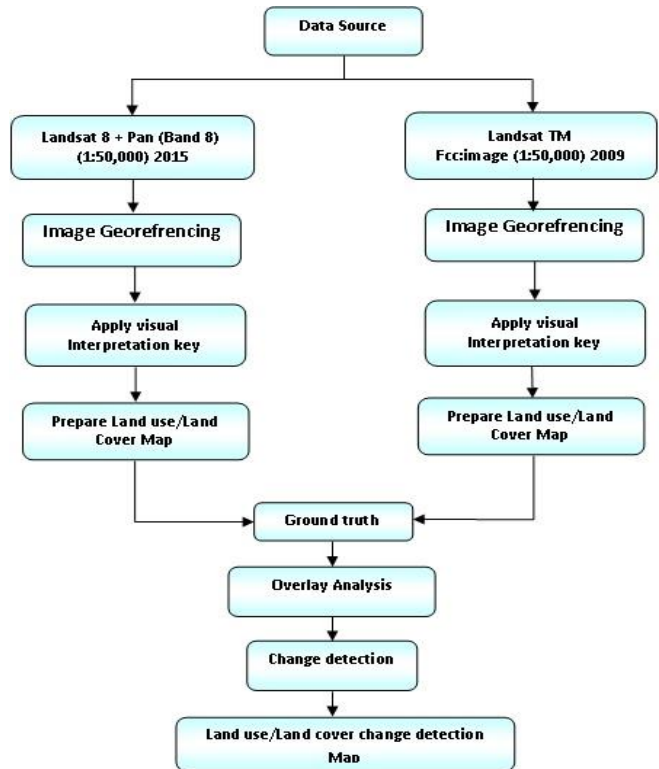 Data Source
Landsat 8 + Pan (Band 8)
(1:50,000) 2015
Image Georefrencing
Apply visual
Interpretation key
Prepare Land use/Land
Cover Map
Landsat TM
Fcc:image (1:50,000) 2009
Image Georefrencing
Apply visual
Interpretation key
Prepare Land use/Land
Cover Map
Ground truth
Overlay Analysis
Change detection
Land use/Land cover change detection
Map